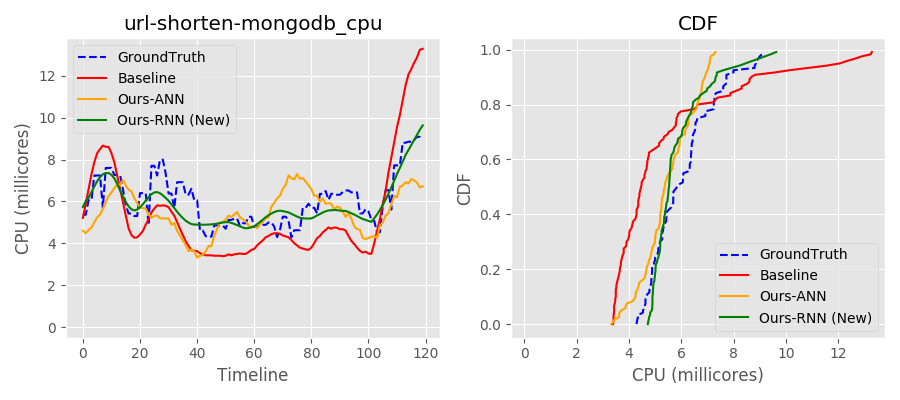 url-shorten-mongodb_cpu
CPU (millicores)
12
10
8
6
4
2
0
GroundTruth
Baseline
Ours-ANN
Ours-RNN (New)
0 20 40 60 80 100 120
Timeline
CDF
CDF
1.0
0.8
0.6
0.4
0.2
0.0
GroundTruth
Baseline
Ours-ANN
Ours-RNN (New)
0 2 4 6 8 10 12
CPU (millicores)